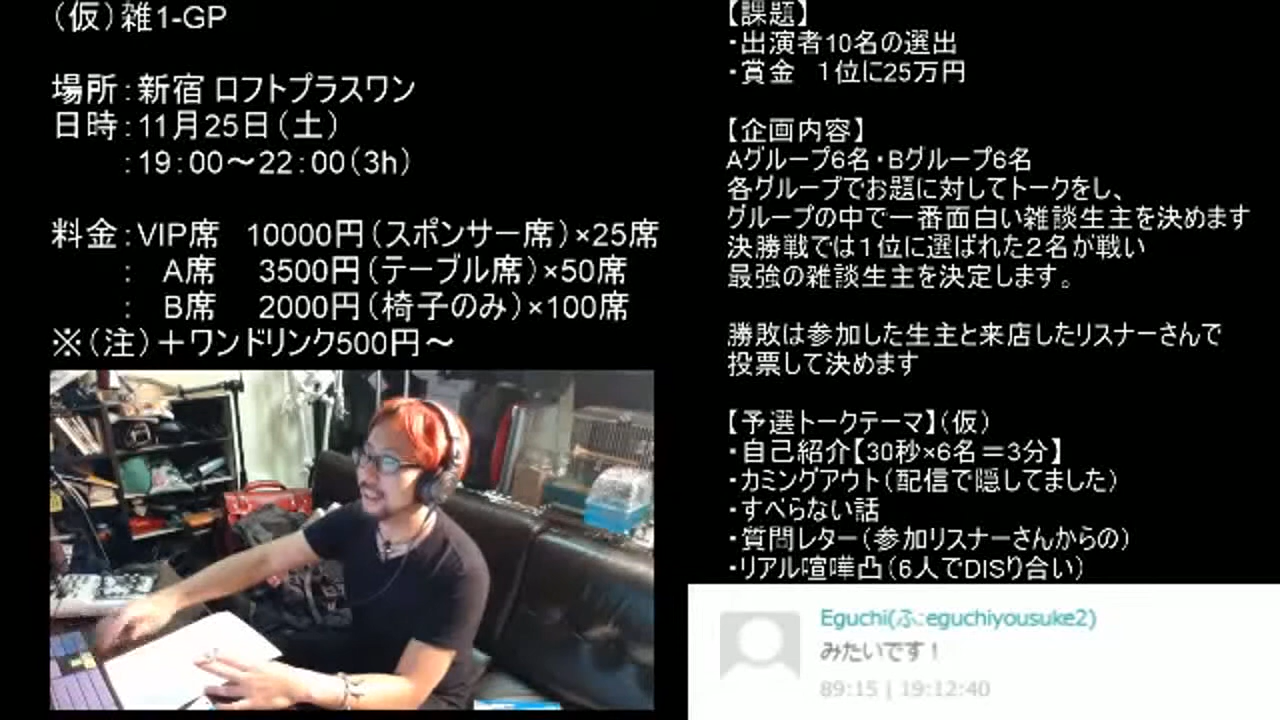 (仮)雑1-GP
場所:新宿 ロフトプラスワン
日時:11月25日(土)
:19:00～22:00(3h)
料金:VIP席 10000円(スポンサー席)×25席
: A席 3500円(テーブル席)×50席
: B席 2000円(椅子のみ)×100席
※(注)+ワンドリンク500円～
【課題】
・出演者10名の選出
・賞金 1位に25万円
【企画内容】
Aグループ6名・Bグループ6名
各グループでお題に対してトークをし、
グループの中で一番面白い雑談生主を決めます
決勝戦では1位に選ばれた2名が戦い
最強の雑談生主を決定します。
勝敗は参加した生主と来店したリスナーさんで
投票して決めます
【予選トークテーマ】(仮)
・自己紹介【30秒×6名=3分】
・カミングアウト(配信で隠してました)
・すべらない話
・質問レター(参加リスナーさんからの)
・リアル喧嘩凸(6人でDISり合い)
Eguchi(ふ:eguchiyousuke2)
みたいです!
89:15 | 19:12:40